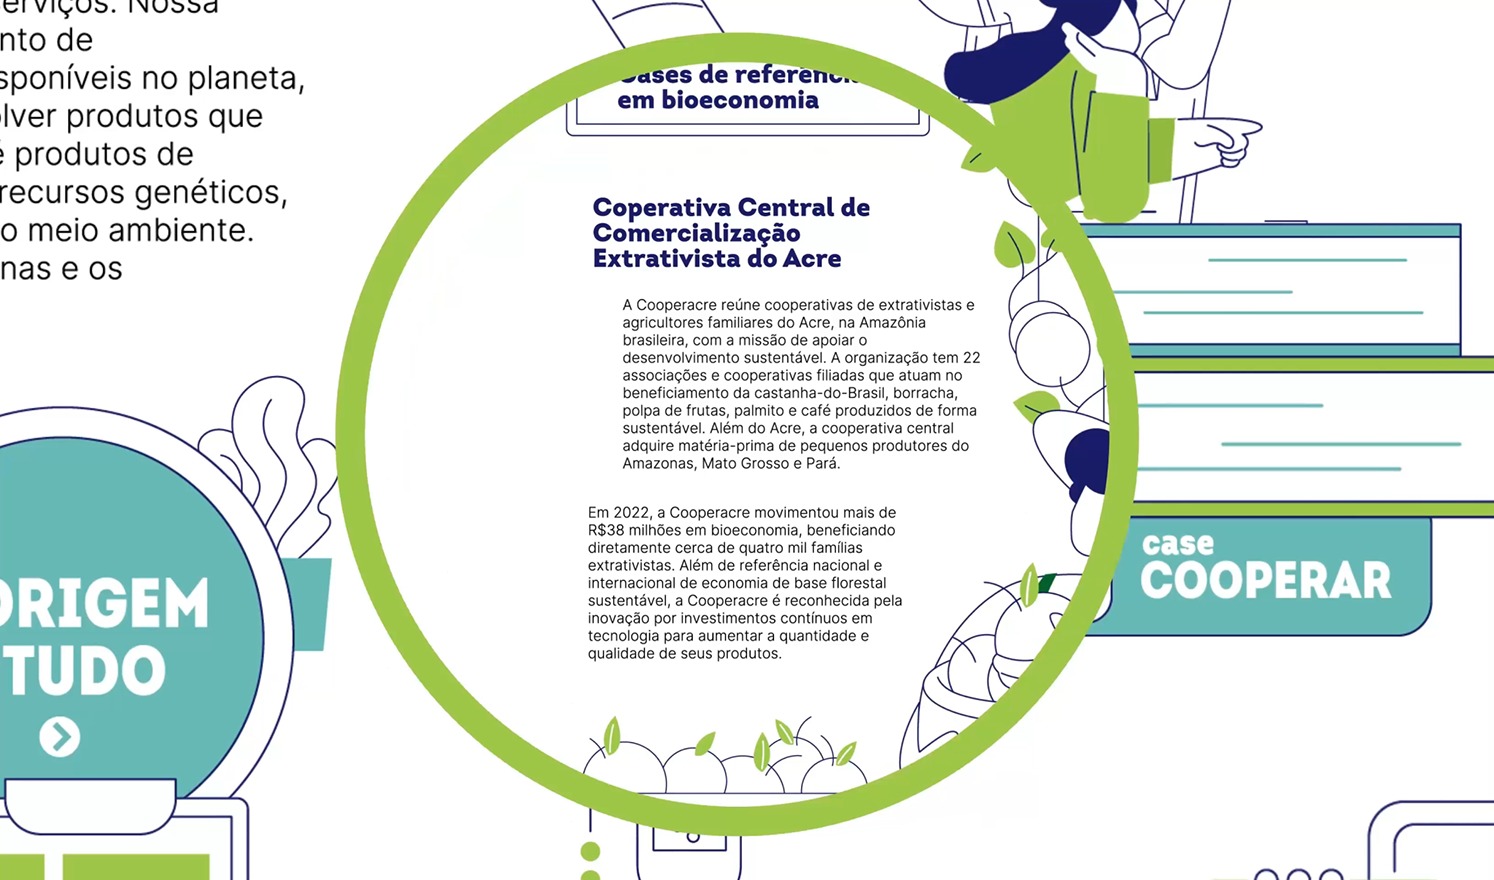 serviços. Nossa
nto de
sponíveis no planeta,
lver produtos que
é produtos de
recursos genéticos,
o meio ambiente.
nas e os
Cases de referência
em bioeconomia
Coperativa Central de
Comercialização
Extrativista do Acre
A Cooperacre reúne cooperativas de extrativistas e
agricultores familiares do Acre, na Amazônia
brasileira, com a missão de apoiar o
desenvolvimento sustentável. A organização tem 22
associações e cooperativas filiadas que atuam no
beneficiamento da castanha-do-Brasil, borracha,
polpa de frutas, palmito e café produzidos de forma
sustentável. Além do Acre, a cooperativa central
adquire matéria-prima de pequenos produtores do
Amazonas, Mato Grosso e Pará.
Em 2022, a Cooperacre movimentou mais de
R$38 milhões em bioeconomia, beneficiando
diretamente cerca de quatro mil famílias
extrativistas. Além de referência nacional e
internacional de economia de base florestal
sustentável, a Cooperacre é reconhecida pela
inovação por investimentos contínuos em
tecnologia para aumentar a quantidade e
qualidade de seus produtos.
ORIGEM
TUDO
case
COOPERAR